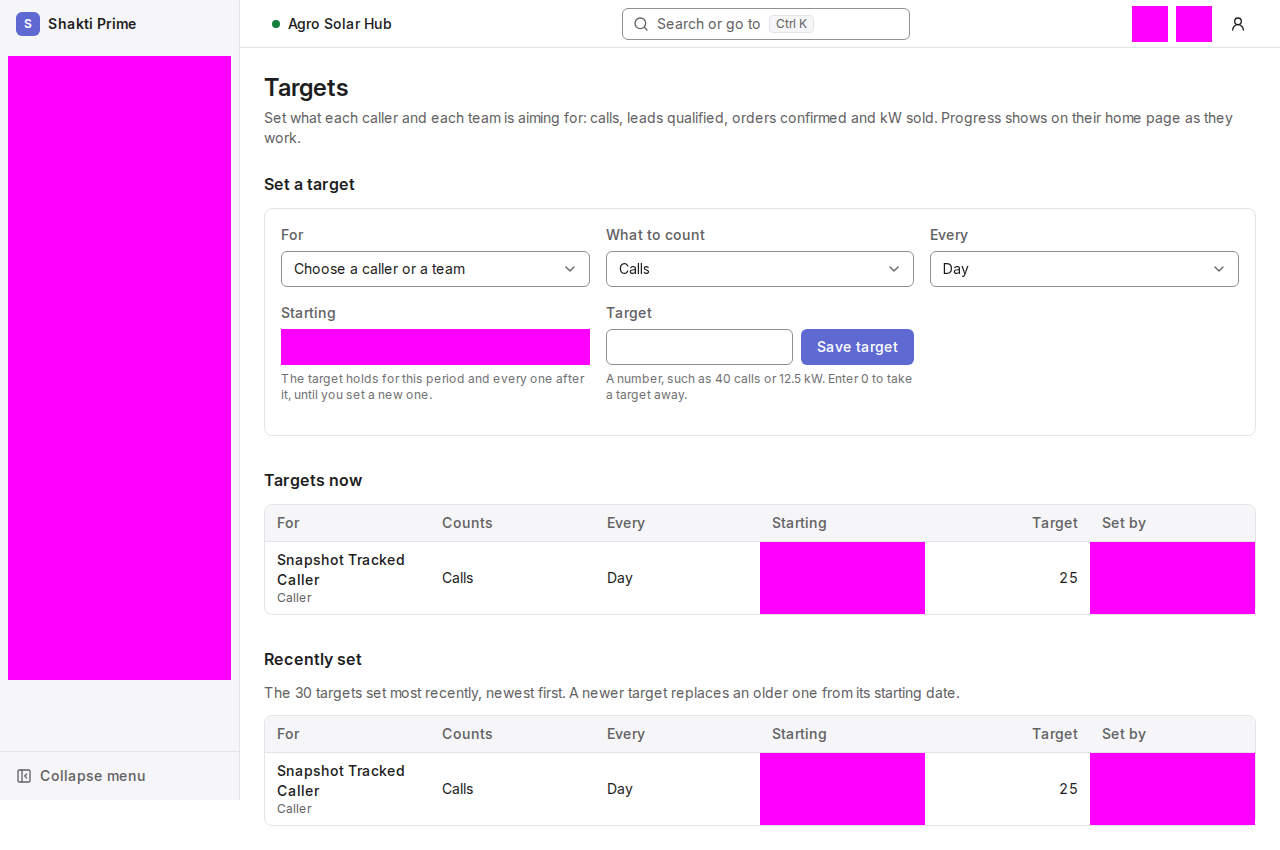 S Shakti Prime
Agro Solar Hub
Search or go to Ctrl K
Targets
Set what each caller and each team is aiming for: calls, leads qualified, orders confirmed and kW sold. Progress shows on their home page as they
work.
Set a target
For What to count Every
Choose a caller or a team Calls Day
Starting Target
Save target
The target holds for this period and every one after
it, until you set a new one.
A number, such as 40 calls or 12.5 kW. Enter 0 to take
a target away.
Targets now
For Counts Every Starting Target Set by
Snapshot Tracked
Caller
Caller
Calls Day 25
Recently set
The 30 targets set most recently, newest first. A newer target replaces an older one from its starting date.
For Counts Every Starting Target Set by
Snapshot Tracked
Caller
Caller
Calls Day 25
Collapse menu